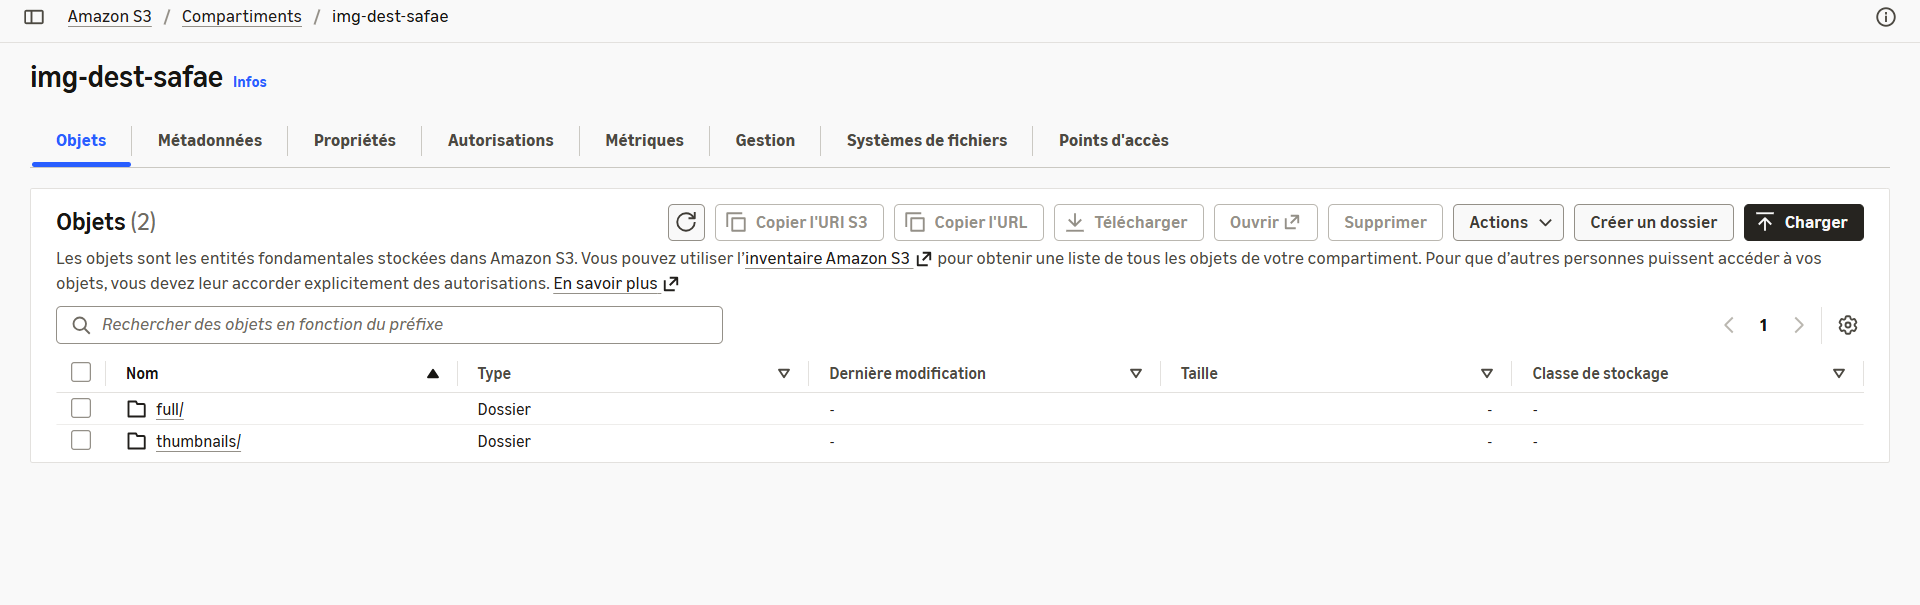 Amazon S3 / Compartiments / img-dest-safae
img-dest-safae Infos
Objets Métadonnées Propriétés Autorisations Métriques Gestion Systèmes de fichiers Points d'accès
Objets (2) Copier l'URI S3 Copier l'URL Télécharger Ouvrir Supprimer Actions Créer un dossier Charger
Les objets sont les entités fondamentales stockées dans Amazon S3. Vous pouvez utiliser l'inventaire Amazon S3 pour obtenir une liste de tous les objets de votre compartiment. Pour que d'autres personnes puissent accéder à vos
objets, vous devez leur accorder explicitement des autorisations. En savoir plus
Rechercher des objets en fonction du préfixe 1
Nom Type Dernière modification Taille Classe de stockage
full/ Dossier - - -
thumbnails/ Dossier - - -